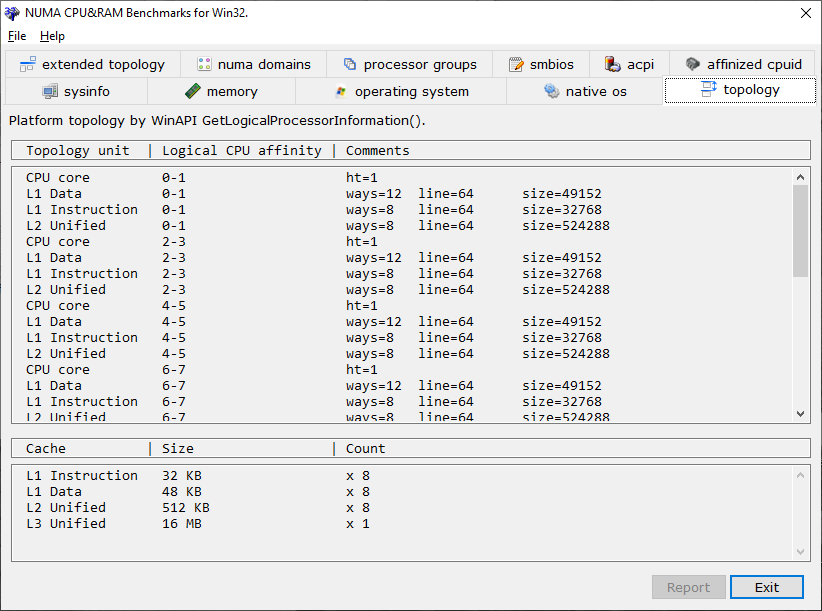 NUMA CPU&RAM Benchmarks for Win32.
File Help
extended topology numa domains processor groups smbios acpi affinized cpuid
sysinfo memory operating system native os topology
Platform topology by WinAPI GetLogicalProcessorInformation().
Topology unit | Logical CPU affinity | Comments
CPU core 0-1 ht=1
L1 Data 0-1 ways=12 line=64 size=49152
L1 Instruction 0-1 ways=8 line=64 size=32768
L2 Unified 0-1 ways=8 line=64 size=524288
CPU core 2-3 ht=1
L1 Data 2-3 ways=12 line=64 size=49152
L1 Instruction 2-3 ways=8 line=64 size=32768
L2 Unified 2-3 ways=8 line=64 size=524288
CPU core 4-5 ht=1
L1 Data 4-5 ways=12 line=64 size=49152
L1 Instruction 4-5 ways=8 line=64 size=32768
L2 Unified 4-5 ways=8 line=64 size=524288
CPU core 6-7 ht=1
L1 Data 6-7 ways=12 line=64 size=49152
L1 Instruction 6-7 ways=8 line=64 size=32768
L2 Unified 6-7 ways=8 line=64 size=524288
Cache | Size | Count
L1 Instruction 32 KB x 8
L1 Data 48 KB x 8
L2 Unified 512 KB x 8
L3 Unified 16 MB x 1
Report Exit